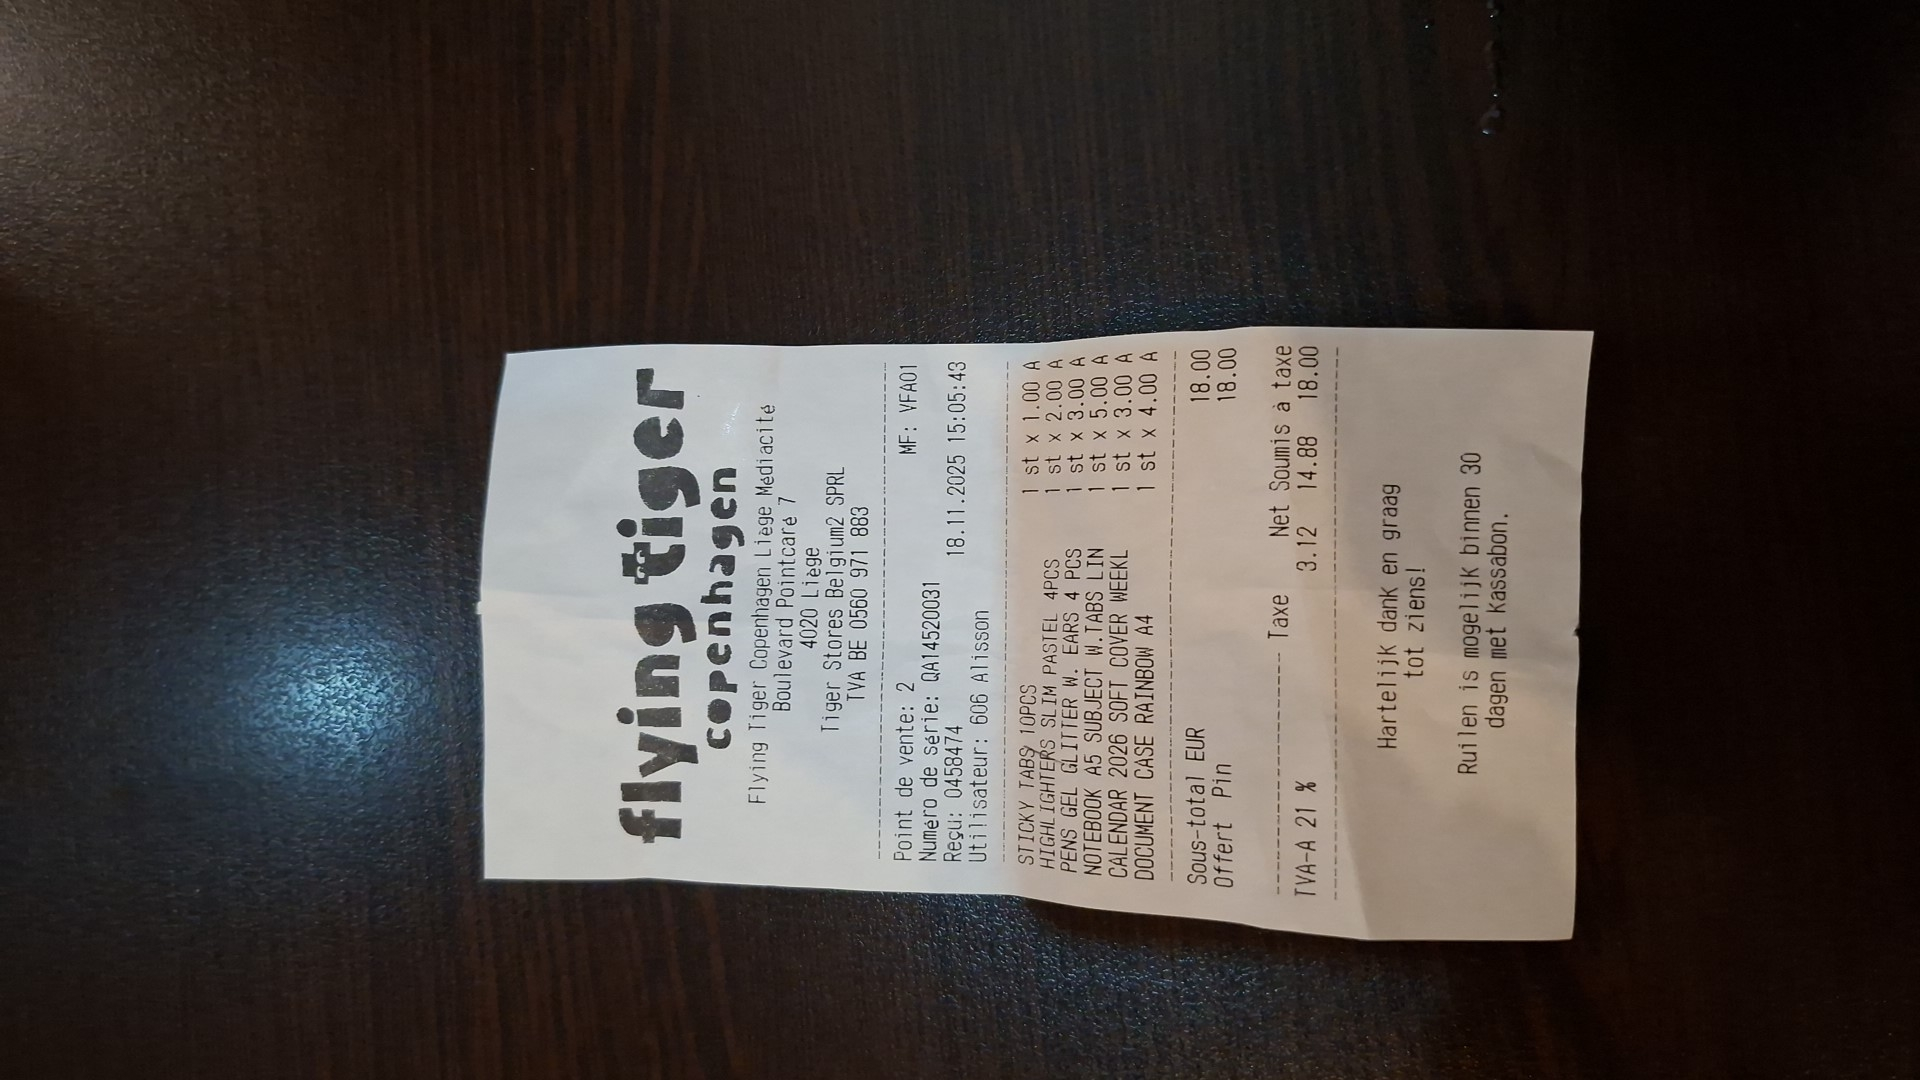 flying tiger
copenhagen
Flying Tiger Copenhagen Liège Médiacité
Boulevard Pointcaré 7
4020 Liège
Tiger Stores Belgium2 SPRL
TVA BE 0560 971 883
Point de vente: 2 MF: VFA01
Numéro de série: QA14520031
Reçu: 0458474 18.11.2025 15:05:43
Utilisateur: 606 Alisson
STICKY TABS 10PCS 1 st x 1.00 A
HIGHLIGHTERS SLIM PASTEL 4PCS 1 st x 2.00 A
PENS GEL GLITTER W. EARS 4 PCS 1 st x 3.00 A
NOTEBOOK A5 SUBJECT W.TABS LIN 1 st x 5.00 A
CALENDAR 2026 SOFT COVER WEEKL 1 st x 3.00 A
DOCUMENT CASE RAINBOW A4 1 st x 4.00 A
Sous-total EUR 18.00
Offert Pin 18.00
Taxe Net Soumis à taxe
TVA-A 21 % 3.12 14.88 18.00
Hartelijk dank en graag
tot ziens!
Ruilen is mogelijk binnen 30
dagen met Kassabon.